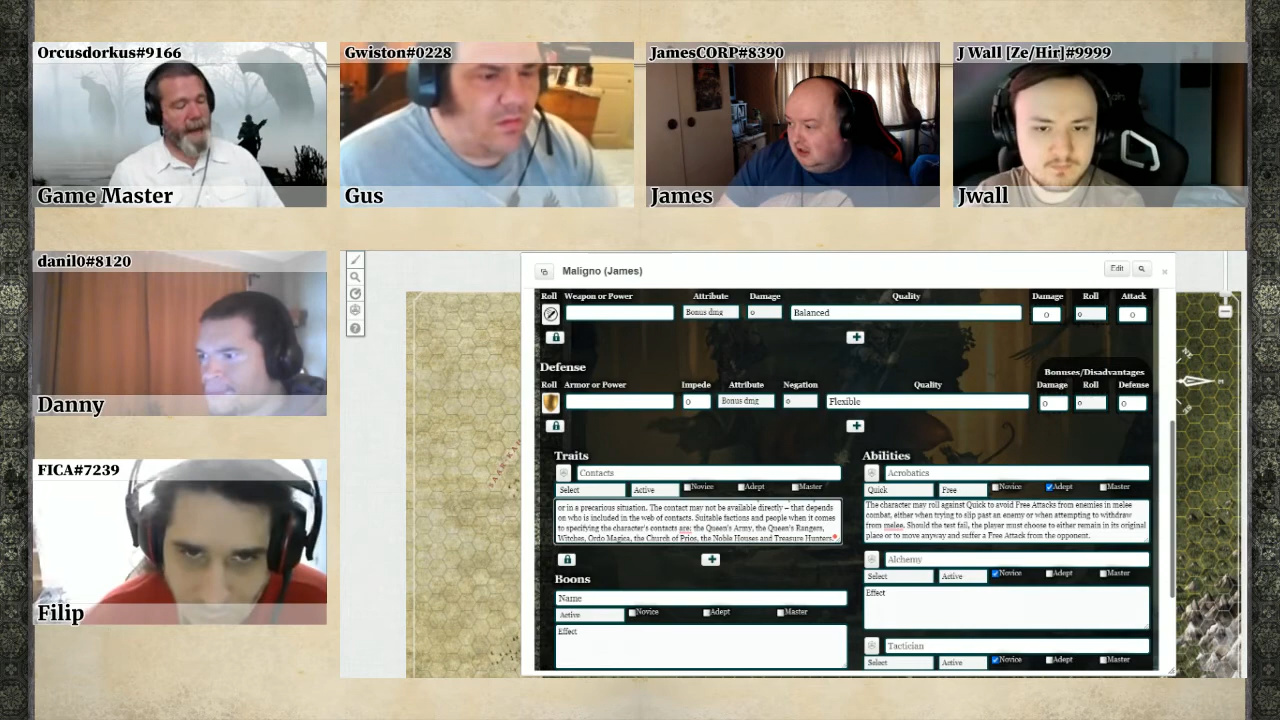 Orcusdorkus#9166
Gwiston#0228
JamesCORP#8390
J Wall [Ze/Hir]#9999
Game Master
Gus
James
Jwall
danil0#8120
Danny
FICA#7239
Filip
Maligno (James)
Edit
Roll Weapon or Power Attribute Damage Quality Damage Roll Attack
Bonus dmg 0 Balanced 0 0 0
Defense
Bonuses/Disadvantages
Roll Armor or Power Impede Attribute Negation Quality Damage Roll Defense
0 Bonus dmg 0 Flexible 0 0 0
Traits
Contacts
Select Active Novice Adept Master
or in a precarious situation. The contact may not be available directly – that depends
on who is included in the web of contacts. Suitable factions and people when it comes
to specifying the character's contacts are: the Queen's Army, the Queen's Rangers,
Witches, Ordo Magica, the Church of Prios, the Noble Houses and Treasure Hunters.
Boons
Name
Active Novice Adept Master
Effect
Abilities
Acrobatics
Quick Free Novice Adept Master
The character may roll against Quick to avoid Free Attacks from enemies in melee
combat, either when trying to slip past an enemy or when attempting to withdraw
from melee. Should the test fail, the player must choose to either remain in its original
place or to move anyway and suffer a Free Attack from the opponent.
Alchemy
Select Active Novice Adept Master
Effect
Tactician
Select Active Novice Adept Master